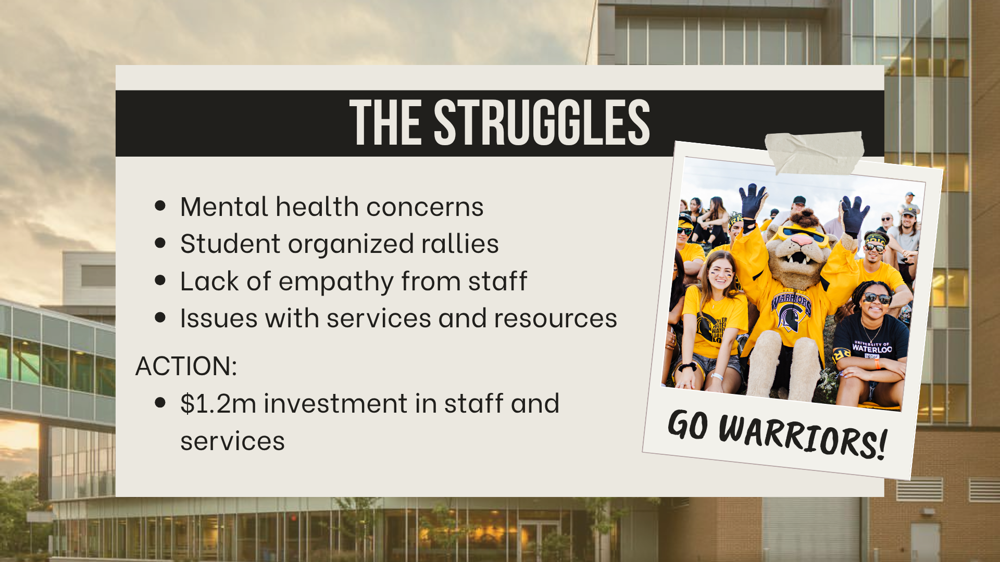 THE STRUGGLES
Mental health concerns
Student organized rallies
Lack of empathy from staff
Issues with services and resources
ACTION:
$1.2m investment in staff and
services
WATERLOO
WARRIORS
UNIVERSITY OF
WATERLOO
GO WARRIORS!